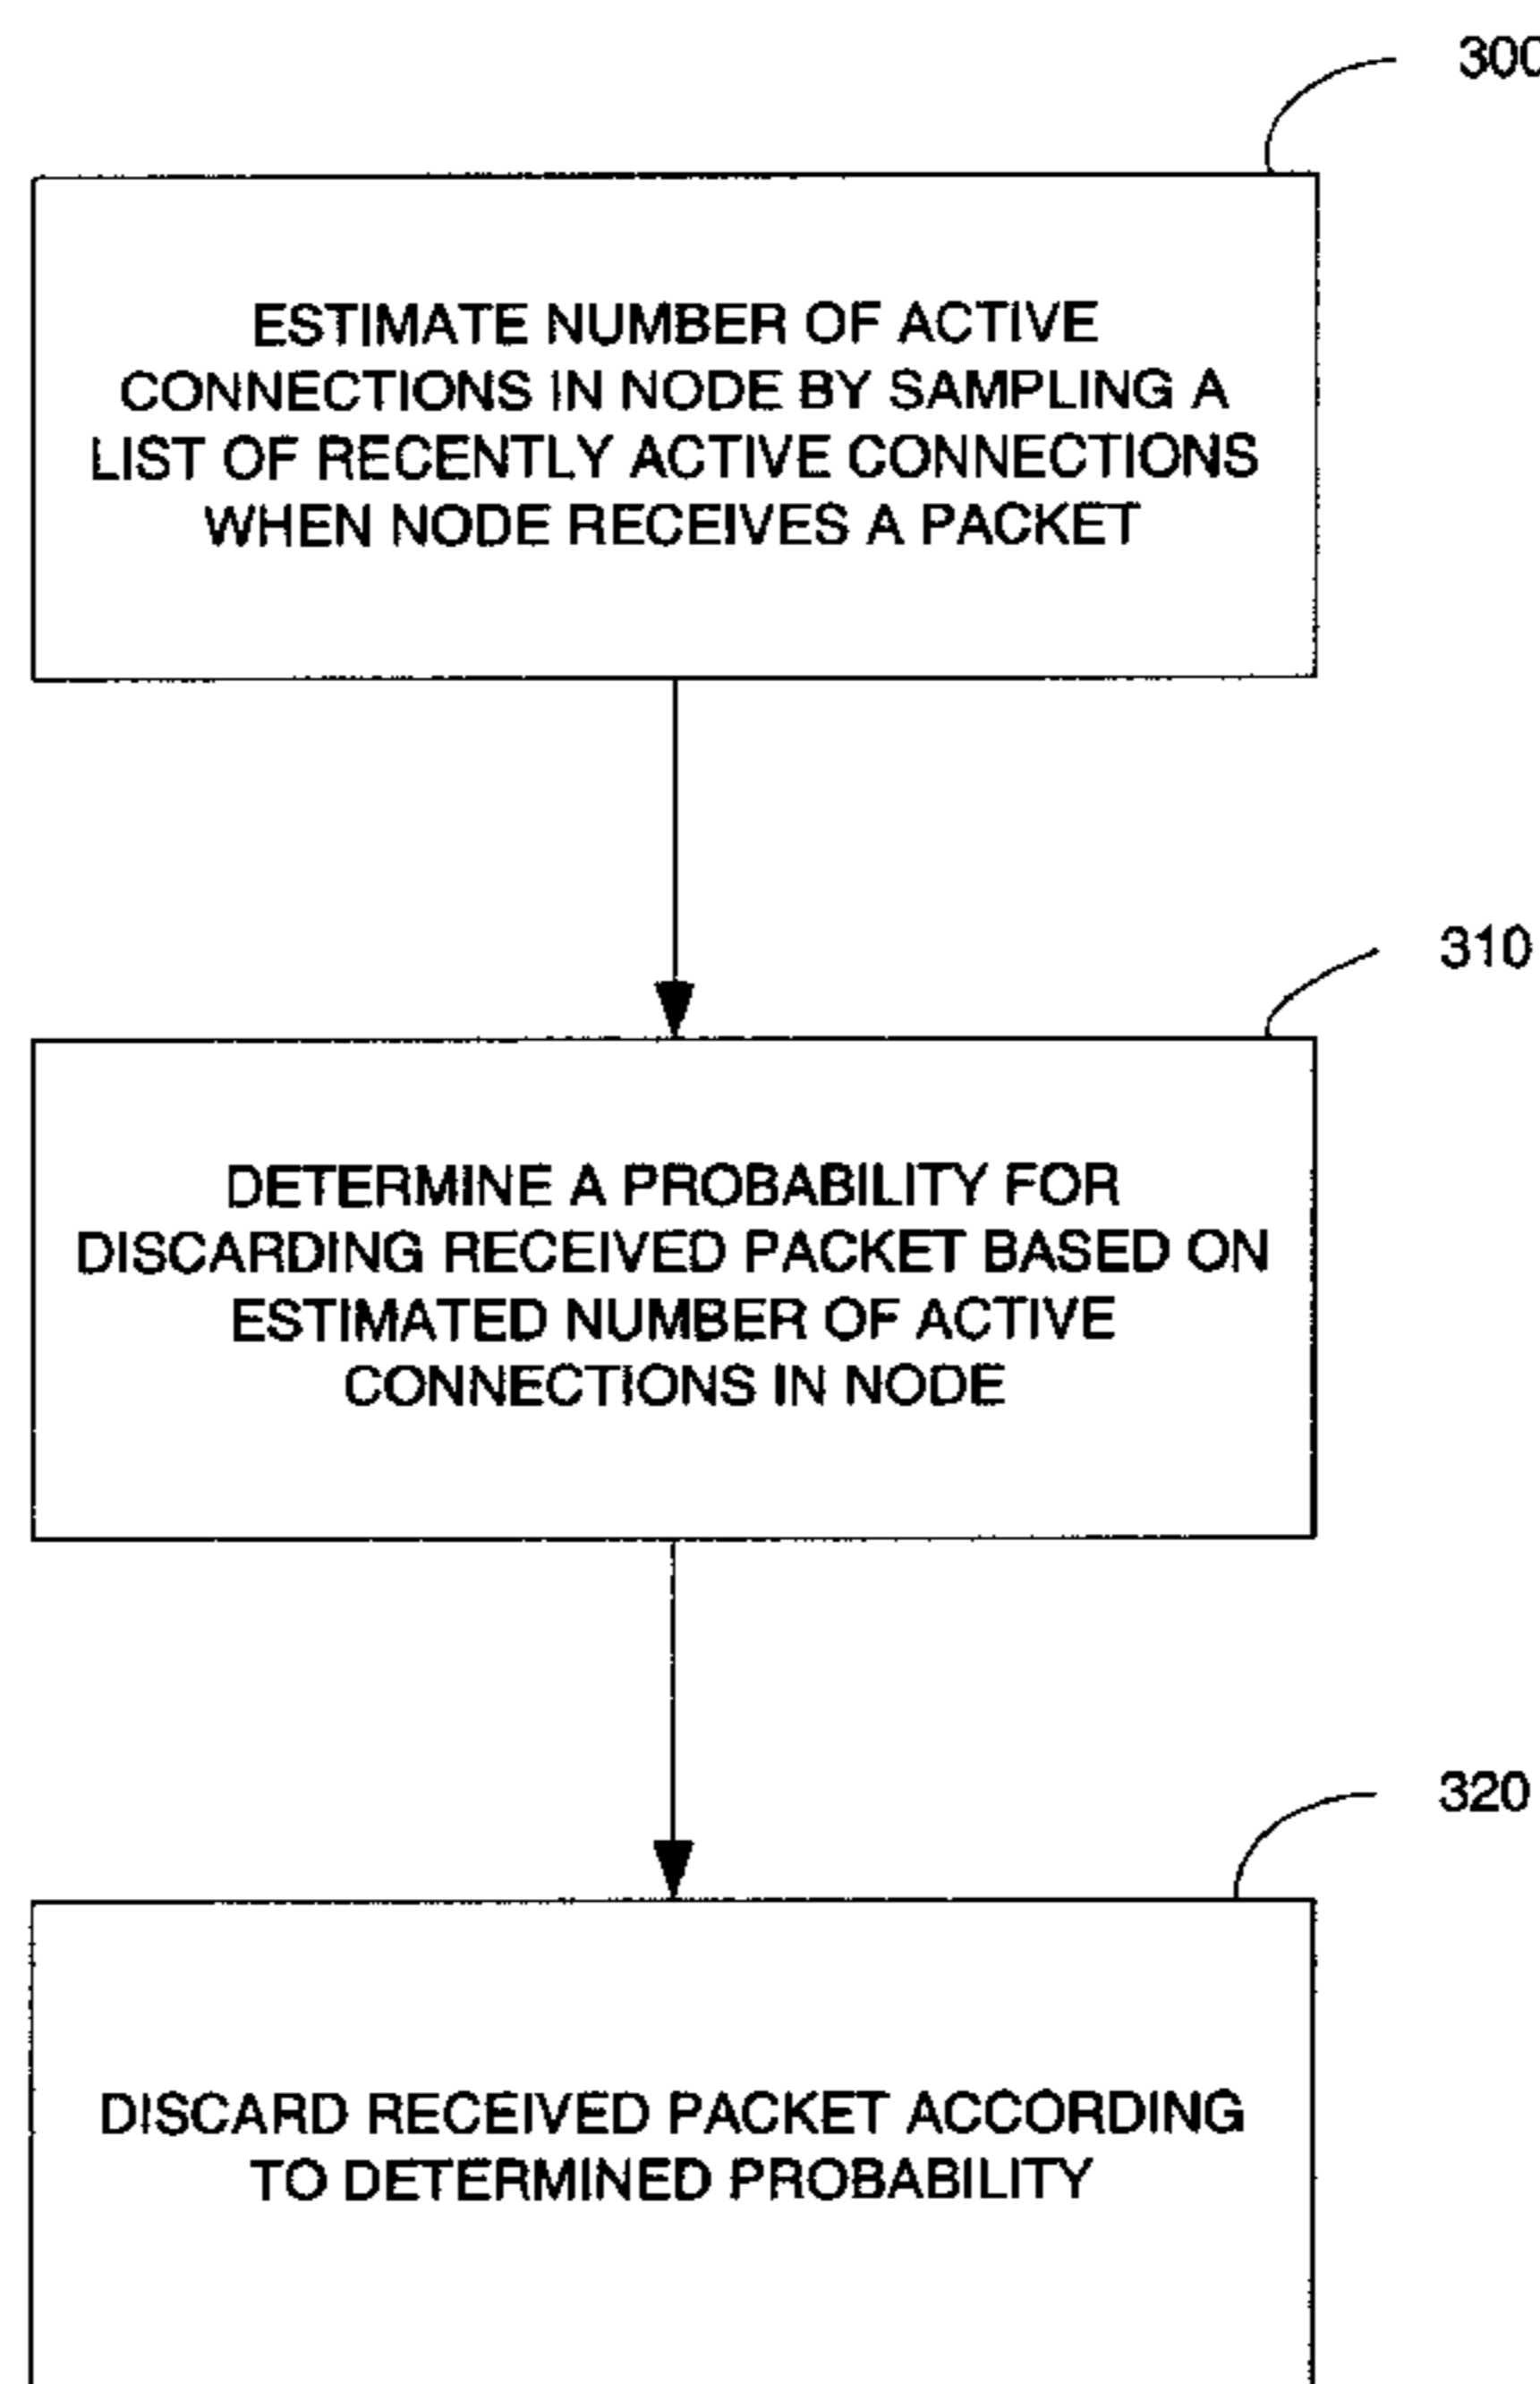 300
ESTIMATE NUMBER OF ACTIVE
CONNECTIONS IN NODE BY SAMPLING A
LIST OF RECENTLY ACTIVE CONNECTIONS
WHEN NODE RECEIVES A PACKET
310
DETERMINE A PROBABILITY FOR
DISCARDING RECEIVED PACKET BASED ON
ESTIMATED NUMBER OF ACTIVE
CONNECTIONS IN NODE
320
DISCARD RECEIVED PACKET ACCORDING
TO DETERMINED PROBABILITY